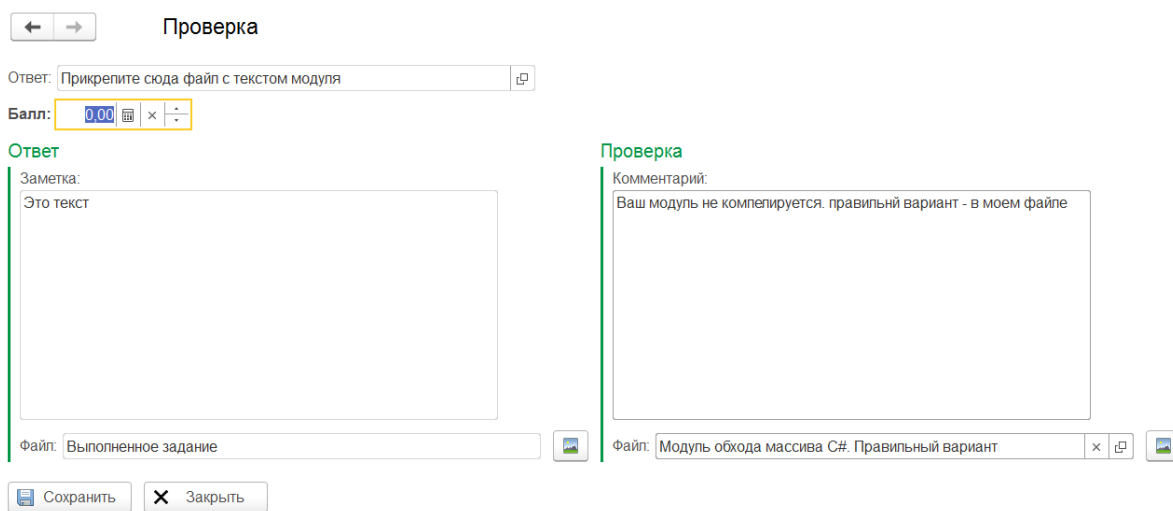 Проверка
Ответ: Прикрепите сюда файл с текстом модуля
Балл: 0,00
Ответ
Проверка
Заметка:
Комментарий:
Это текст
Ваш модуль не компелируется. правильнй вариант - в моем файле
Файл: Выполненное задание
Файл: Модуль обхода массива C#. Правильный вариант
Сохранить
Закрыть